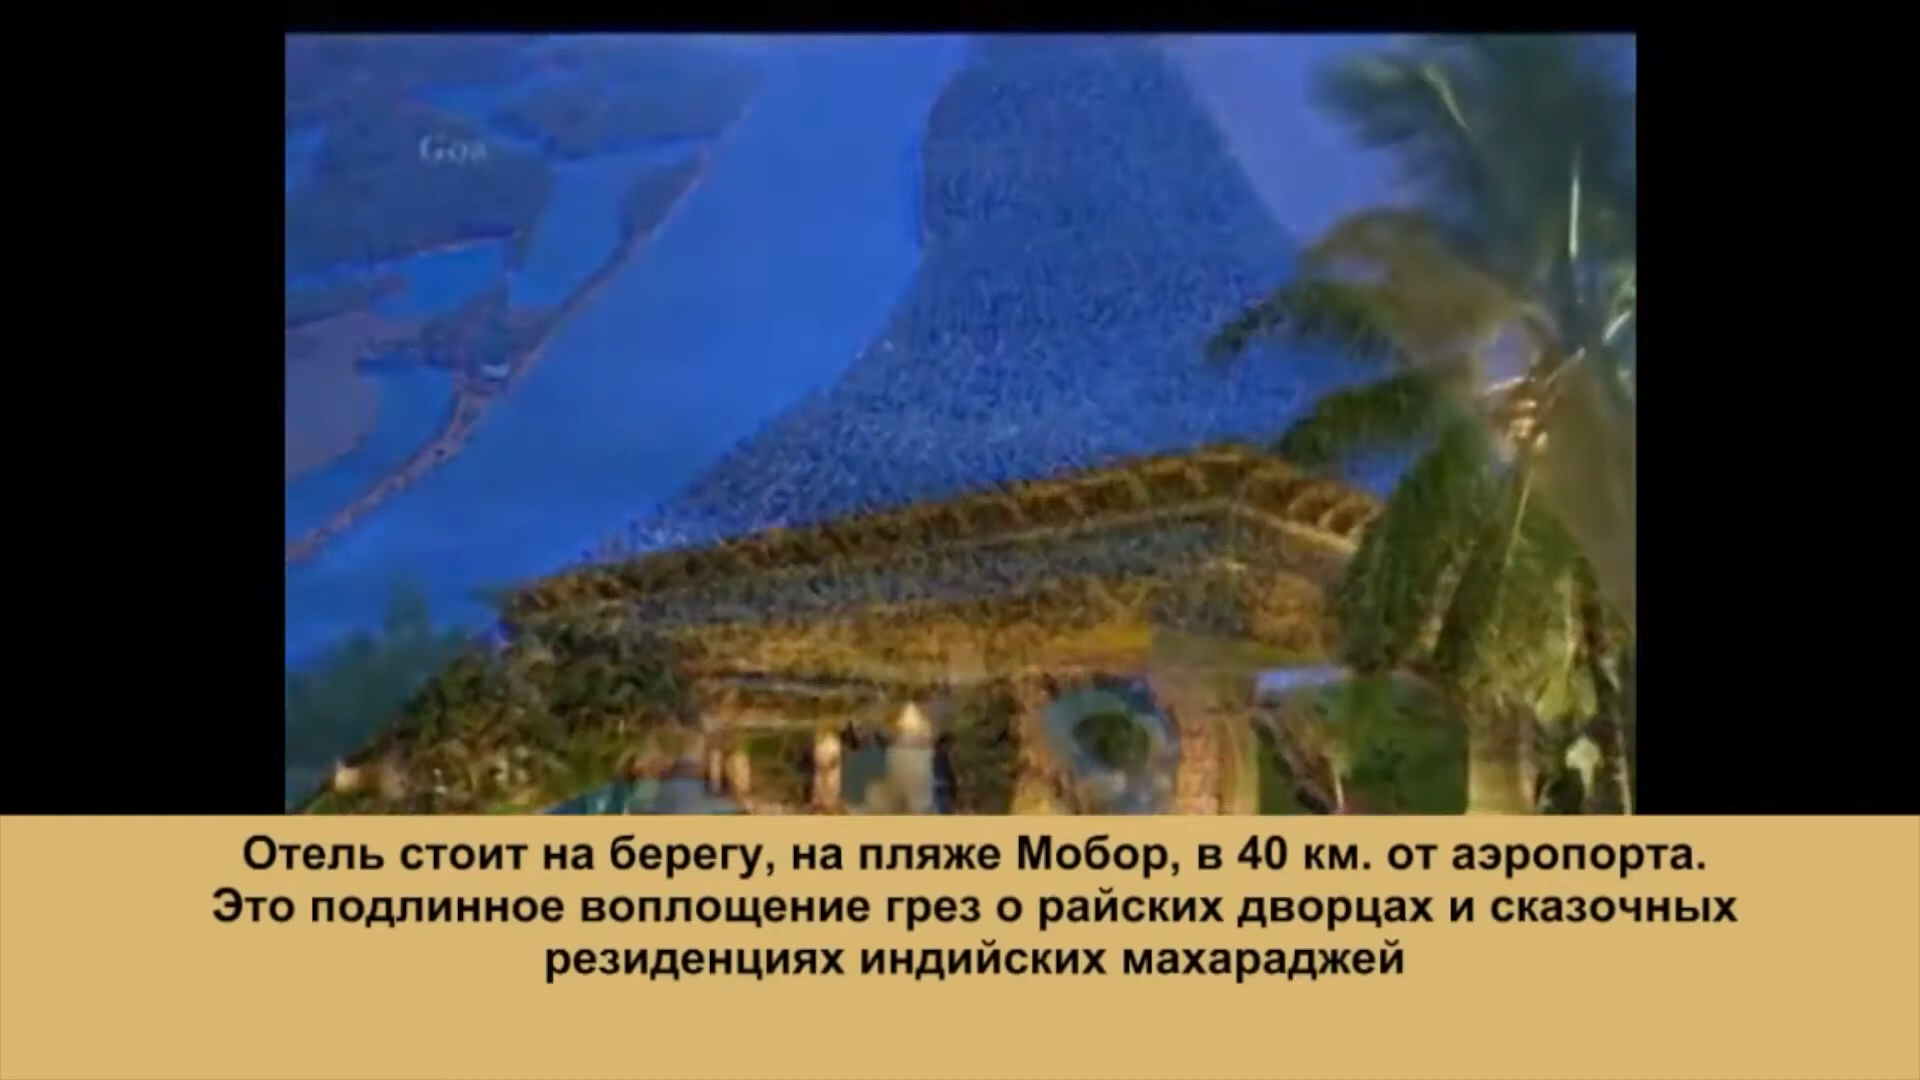 Goa
Отель стоит на берегу, на пляже Мобор, в 40 км. от аэропорта.
Это подлинное воплощение грез о райских дворцах и сказочных
резиденциях индийских махараджей